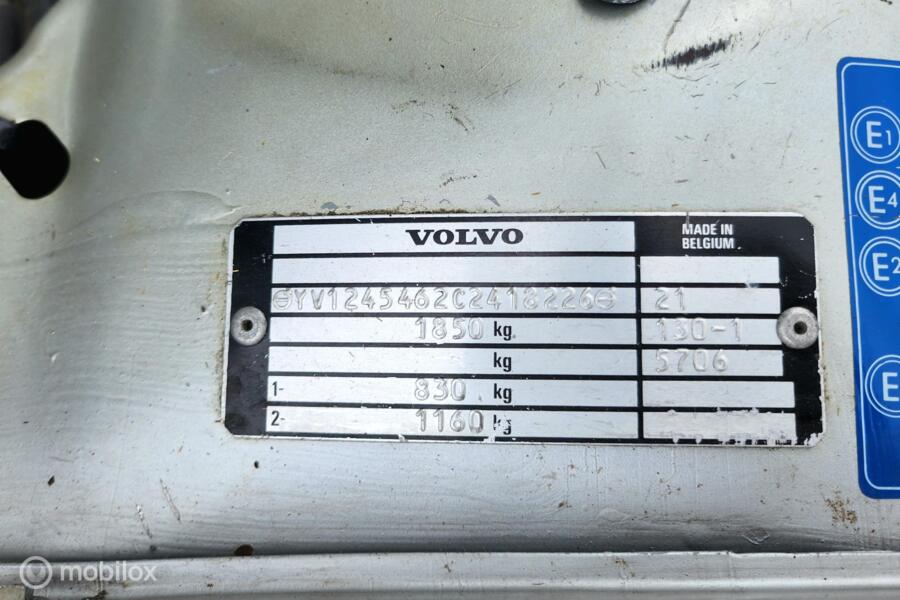 VOLVO
MADE IN
BELGIUM
YV1245462C2418226 21
1850 kg 130-1
kg 5706
1- 830 kg
2- 1160 kg
E1
E4
E2
E
mobilox